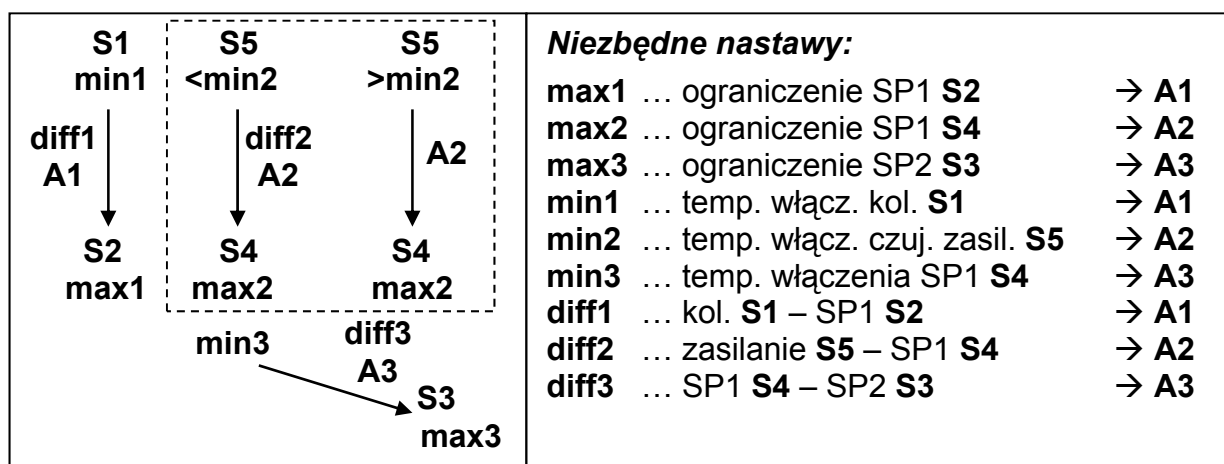 S1 S5 S5
min1 <min2 >min2
diff1 diff2 A2
A1 A2
S2 S4 S4
max1 max2 max2
min3 diff3
A3
S3
max3
Niezbędne nastawy:
max1 … ograniczenie SP1 S2 → A1
max2 … ograniczenie SP1 S4 → A2
max3 … ograniczenie SP2 S3 → A3
min1 … temp. włącz. kol. S1 → A1
min2 … temp. włącz. czuj. zasil. S5 → A2
min3 … temp. włączenia SP1 S4 → A3
diff1 … kol. S1 – SP1 S2 → A1
diff2 … zasilanie S5 – SP1 S4 → A2
diff3 … SP1 S4 – SP2 S3 → A3